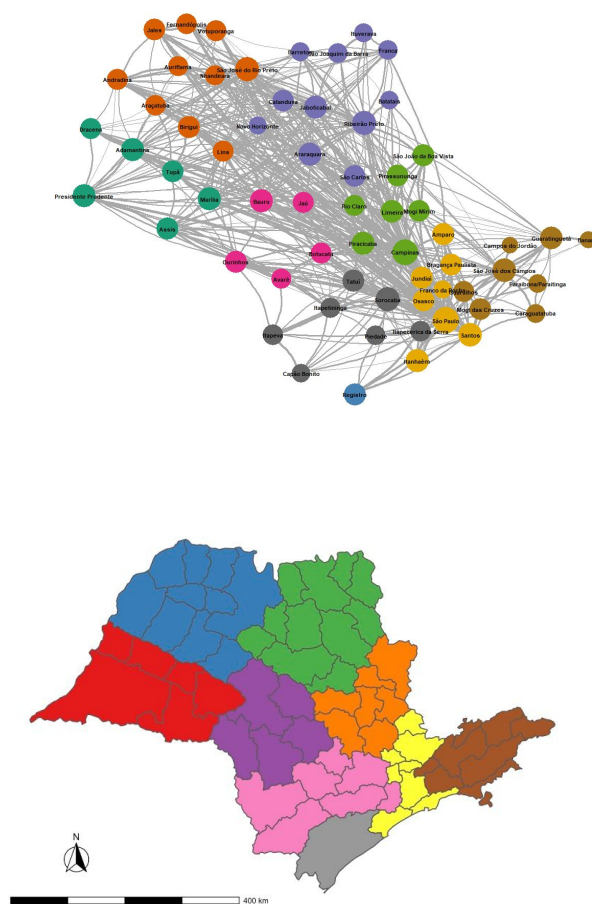 Fernandópolis
Jales
Votuporanga
Ituverava
Barretos
São Joaquim da Barra
Franca
Auriflama
São José do Rio Preto
Nhandeara
Andradina
Catanduva
Batatais
Araçatuba
Jaboticabal
Dracena
Birigui
Novo Horizonte
Ribeirão Preto
Adamantina
Lins
Araraquara
São João da Boa Vista
Tupã
São Carlos
Pirassununga
Presidente Prudente
Marília
Bauru
Jaú
Rio Claro
Limeira
Mogi Mirim
Assis
Amparo
Guaratinguetá
Piracicaba
Campos do Jordão
Botucatu
Campinas
Ourinhos
Bragança Paulista
São José dos Campos
Avaré
Tatuí
Jundiaí
Paraibuna/Paraitinga
Sorocaba
Osasco
Itapetininga
Mogi das Cruzes
Caraguatatuba
São Paulo
Itapeva
Piedade
Itapecerica da Serra
Santos
Itanhaém
Capão Bonito
Registro
N
400 km